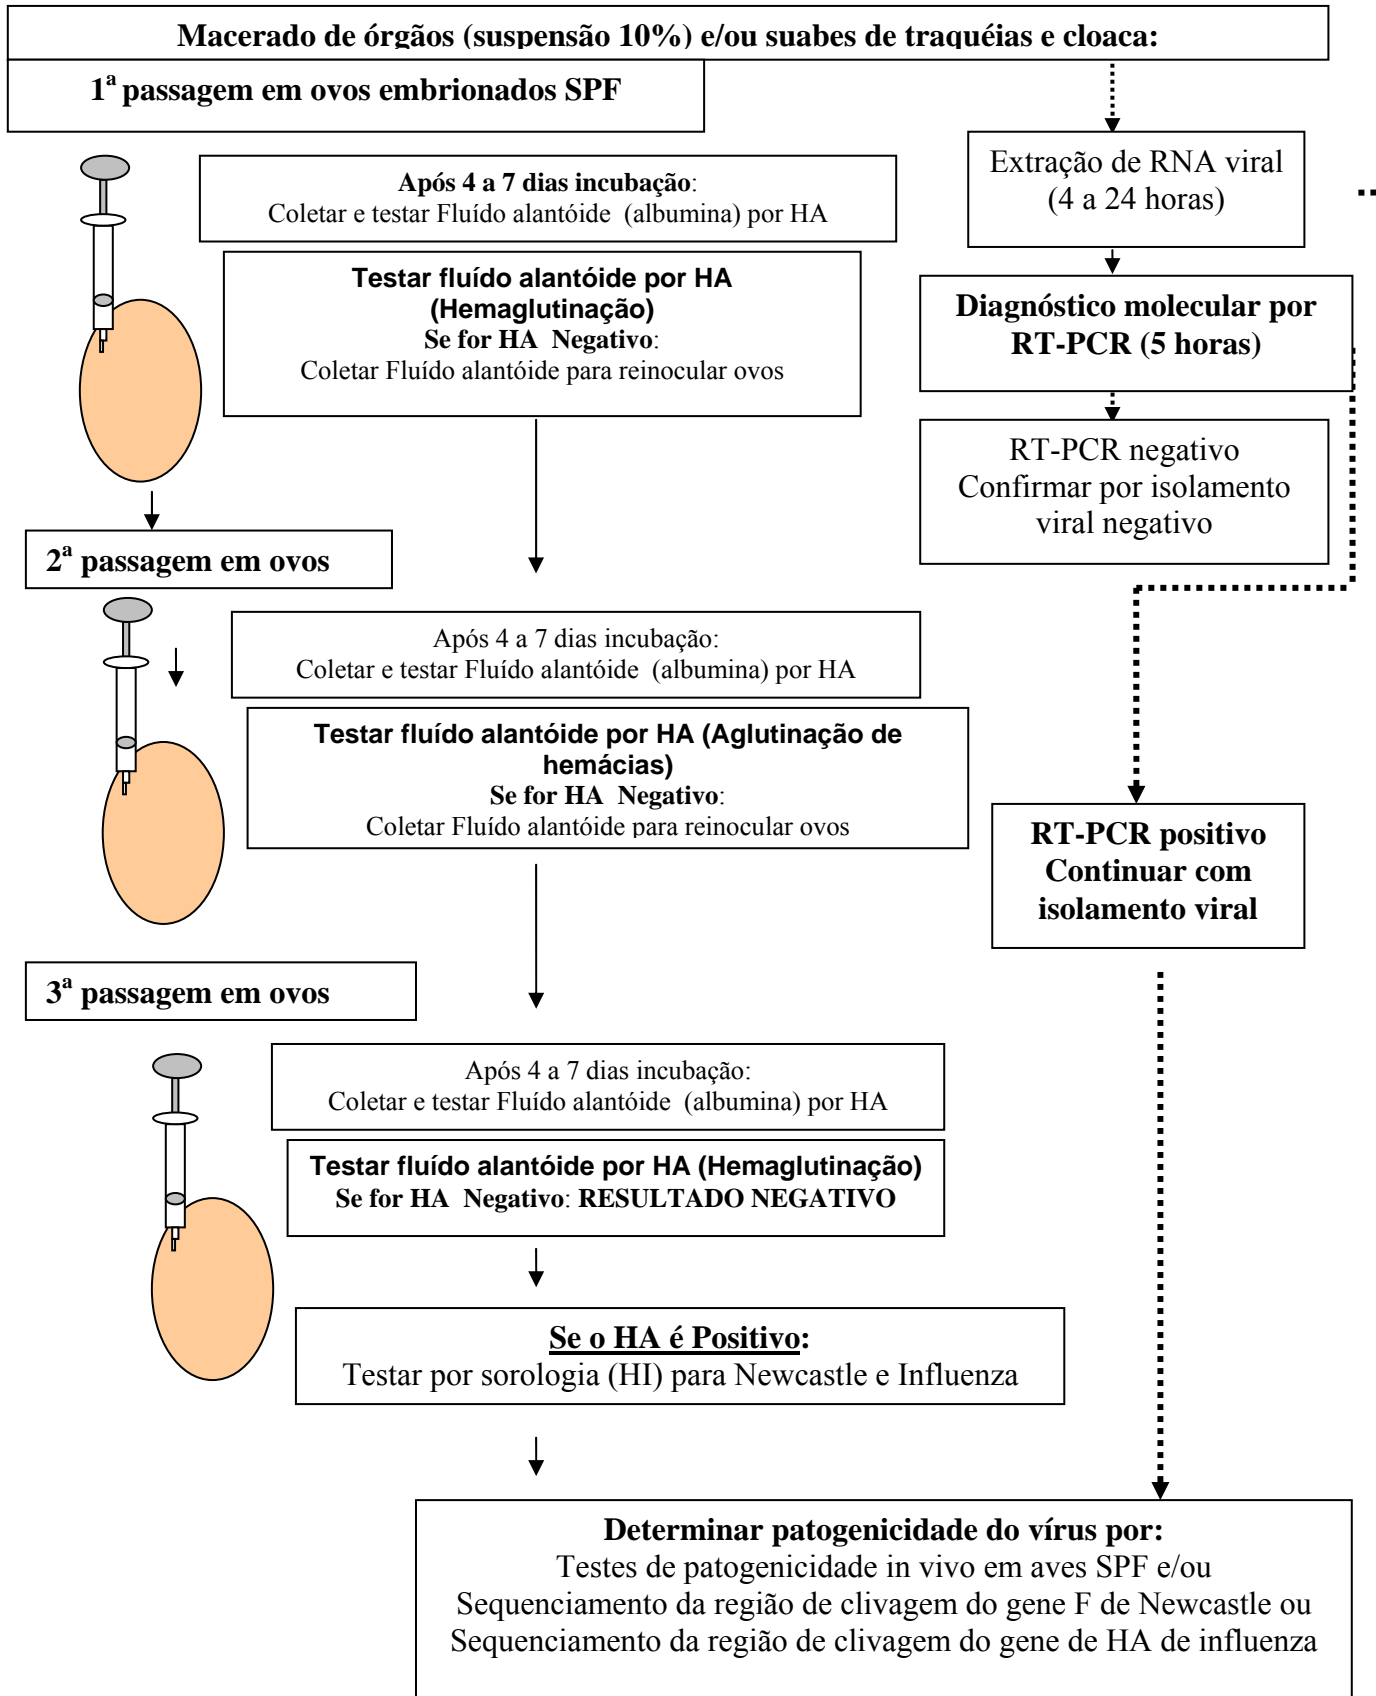 Macerado de órgãos (suspensão 10%) e/ou suabes de traquéias e cloaca:
1ª passagem em ovos embrionados SPF
Após 4 a 7 dias incubação:
Coletar e testar Fluído alantóide (albumina) por HA
Testar fluído alantóide por HA
(Hemaglutinação)
Se for HA Negativo:
Coletar Fluído alantóide para reinocular ovos
2ª passagem em ovos
Após 4 a 7 dias incubação:
Coletar e testar Fluído alantóide (albumina) por HA
Testar fluído alantóide por HA (Aglutinação de
hemácias)
Se for HA Negativo:
Coletar Fluído alantóide para reinocular ovos
3ª passagem em ovos
Após 4 a 7 dias incubação:
Coletar e testar Fluído alantóide (albumina) por HA
Testar fluído alantóide por HA (Hemaglutinação)
Se for HA Negativo: RESULTADO NEGATIVO
Se o HA é Positivo:
Testar por sorologia (HI) para Newcastle e Influenza
Extração de RNA viral
(4 a 24 horas)
Diagnóstico molecular por
RT-PCR (5 horas)
RT-PCR negativo
Confirmar por isolamento
viral negativo
RT-PCR positivo
Continuar com
isolamento viral
Determinar patogenicidade do vírus por:
Testes de patogenicidade in vivo em aves SPF e/ou
Sequenciamento da região de clivagem do gene F de Newcastle ou
Sequenciamento da região de clivagem do gene de HA de influenza